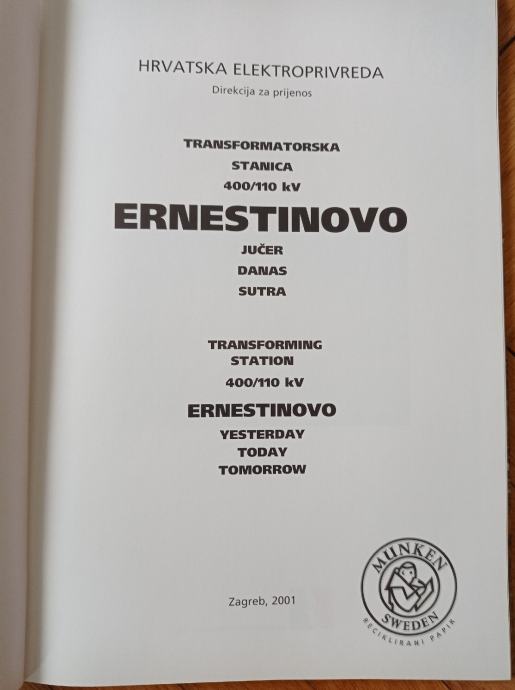 HRVATSKA ELEKTROPRIVREDA
Direkcija za prijenos
TRANSFORMATORSKA
STANICA
400/110 kV
ERNESTINOVO
JUČER
DANAS
SUTRA
TRANSFORMING
STATION
400/110 kV
ERNESTINOVO
YESTERDAY
TODAY
TOMORROW
Zagreb, 2001
MUNKEN
SWEDEN
RECIKLIRANI PAPIR